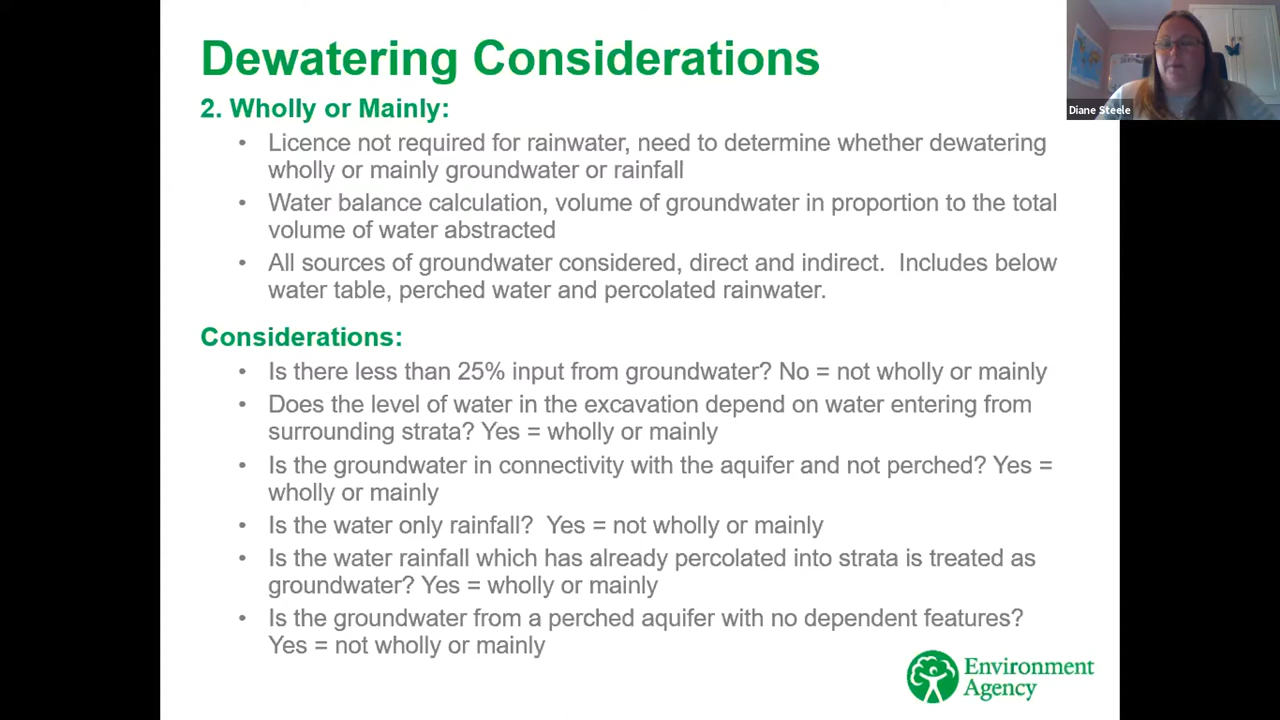 Dewatering Considerations
2. Wholly or Mainly:
• Licence not required for rainwater, need to determine whether dewatering
wholly or mainly groundwater or rainfall
• Water balance calculation, volume of groundwater in proportion to the total
volume of water abstracted
• All sources of groundwater considered, direct and indirect.  Includes below
water table, perched water and percolated rainwater.
Considerations:
• Is there less than 25% input from groundwater? No = not wholly or mainly
• Does the level of water in the excavation depend on water entering from
surrounding strata? Yes = wholly or mainly
• Is the groundwater in connectivity with the aquifer and not perched? Yes =
wholly or mainly
• Is the water only rainfall?  Yes = not wholly or mainly
• Is the water rainfall which has already percolated into strata is treated as
groundwater? Yes = wholly or mainly
• Is the groundwater from a perched aquifer with no dependent features?
Yes = not wholly or mainly
Environment
Agency
Diane Steele